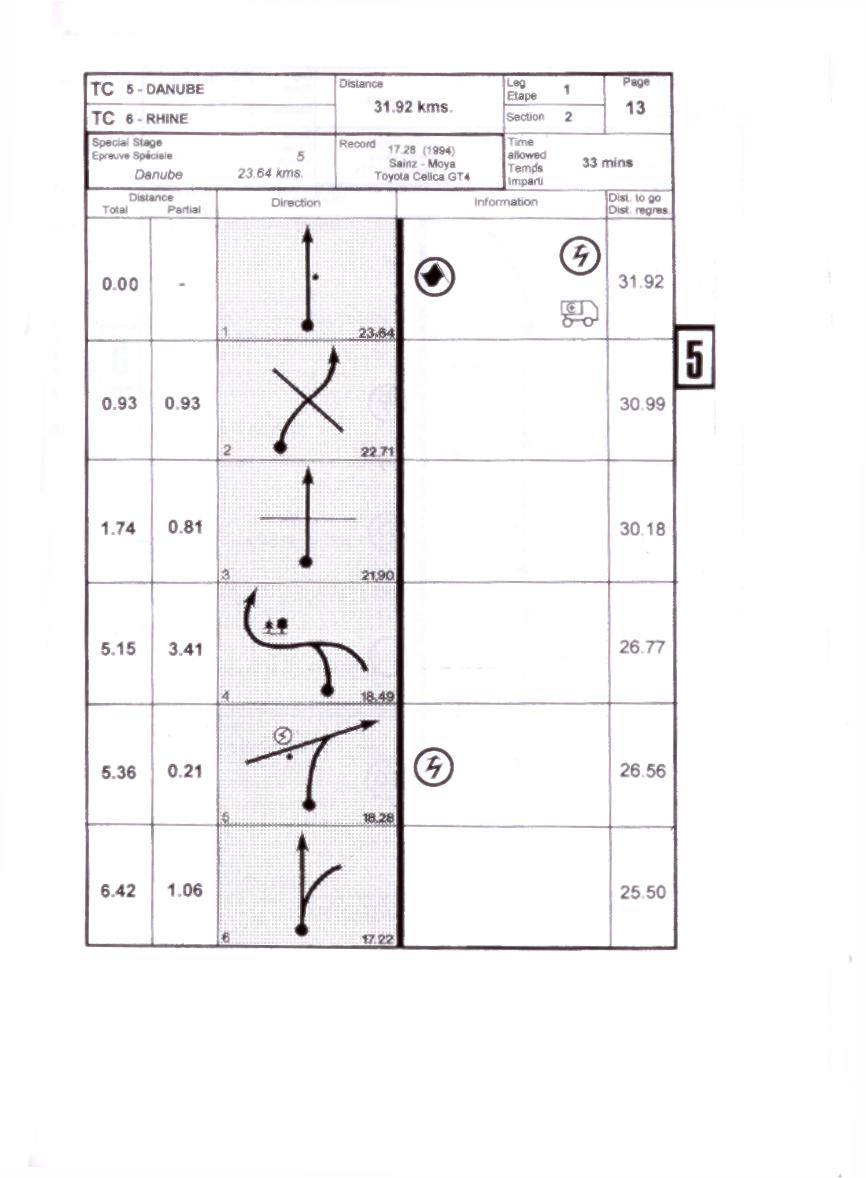 TC 5 - DANUBE
TC 6 - RHINE
Distance
31.92 kms.
Leg
Etape 1
Section 2
Page
13
Special Stage
Epreuve Spéciale 5
Danube 23.64 kms.
Record 17.28 (1994)
Sainz - Moya
Toyota Celica GT4
Time
allowed
Temps
Imparti
33 mins
Distance
Total Partial
Direction
Information
Dist. to go
Dist. regres.
0.00 - 1 23.64 31.92
5
0.93 0.93 2 22.71 30.99
1.74 0.81 3 21.90 30.18
5.15 3.41 4 18.49 26.77
5.36 0.21 5 18.28 26.56
6.42 1.06 6 17.22 25.50